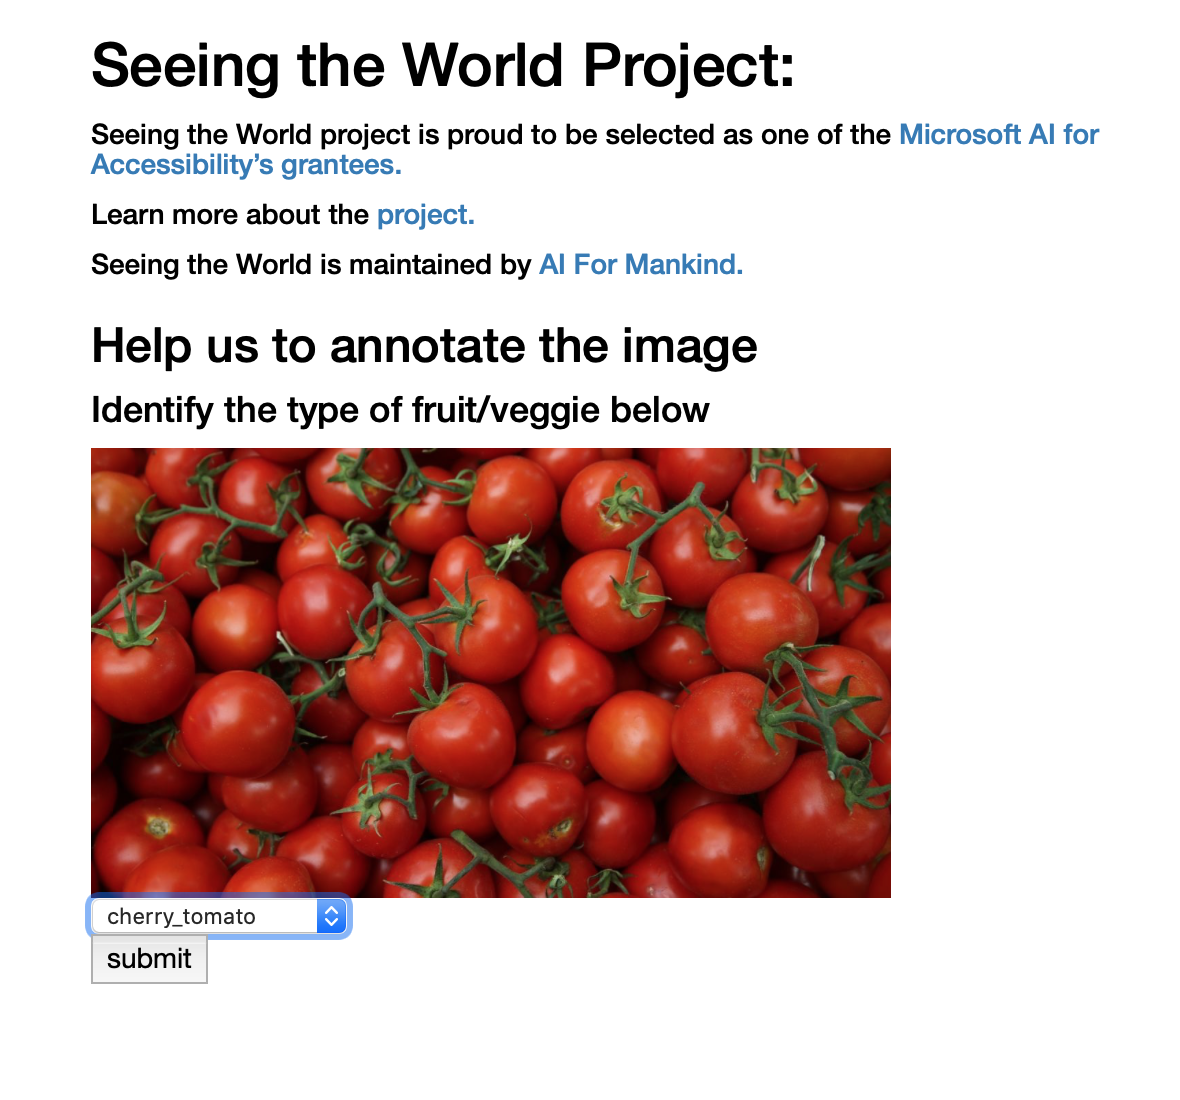 Seeing the World Project:
Seeing the World project is proud to be selected as one of the Microsoft AI for
Accessibility’s grantees.
Learn more about the project.
Seeing the World is maintained by AI For Mankind.
Help us to annotate the image
Identify the type of fruit/veggie below
cherry_tomato
submit